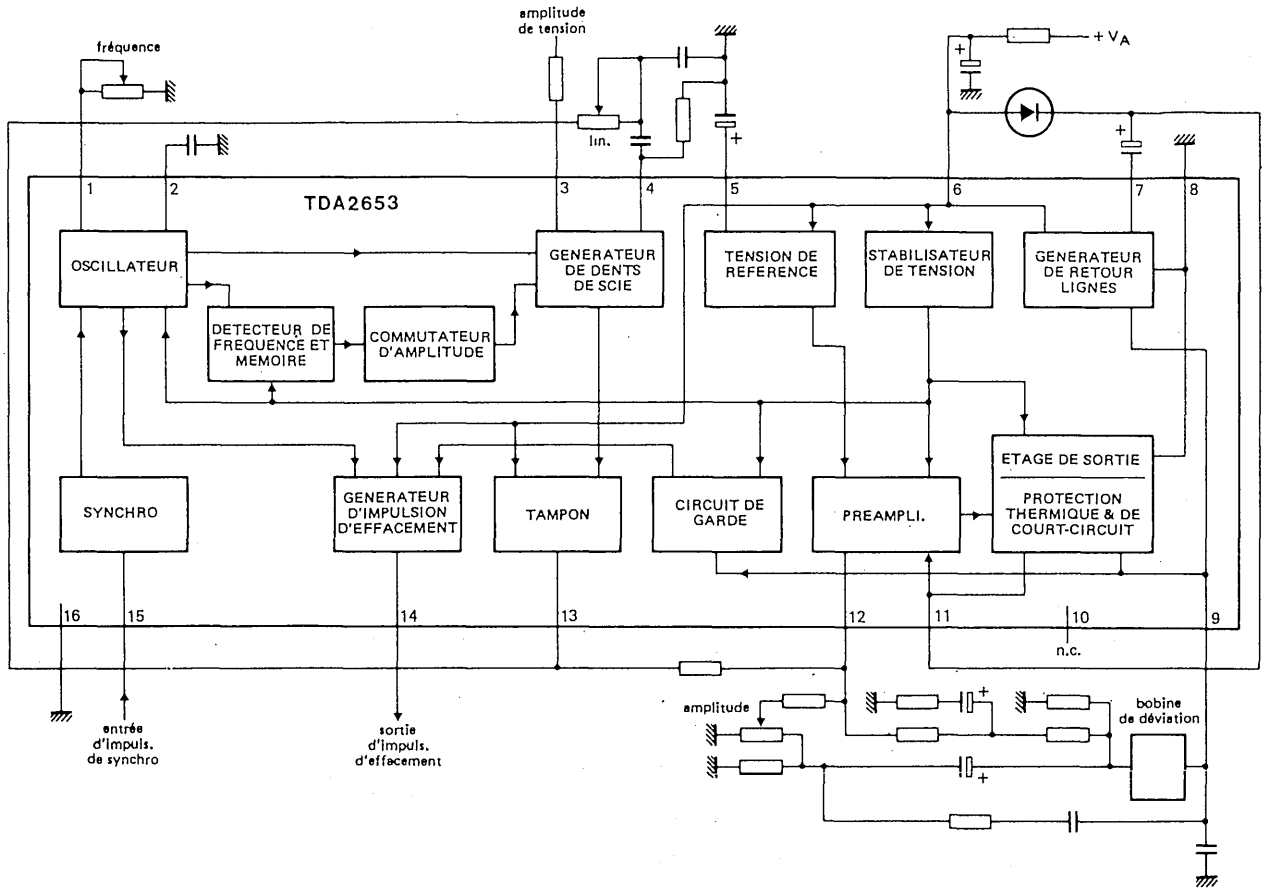 amplitude
de tension
fréquence
+
+ VA
lin.
+
+
1
2
3
4
5
6
7
8
TDA2653
OSCILLATEUR
GENERATEUR
DE DENTS
DE SCIE
TENSION DE
REFERENCE
STABILISATEUR
DE TENSION
GENERATEUR
DE RETOUR
LIGNES
DETECTEUR DE
FREQUENCE ET
MEMOIRE
COMMUTATEUR
D'AMPLITUDE
SYNCHRO
GENERATEUR
D'IMPULSION
D'EFFACEMENT
TAMPON
CIRCUIT DE
GARDE
PREAMPLI.
ETAGE DE SORTIE
PROTECTION
THERMIQUE & DE
COURT-CIRCUIT
16
15
14
13
12
11
10
9
n.c.
entrée
d'impuls.
de synchro
sortie
d'impuls.
d'effacement
amplitude
+
bobine
de déviation
+